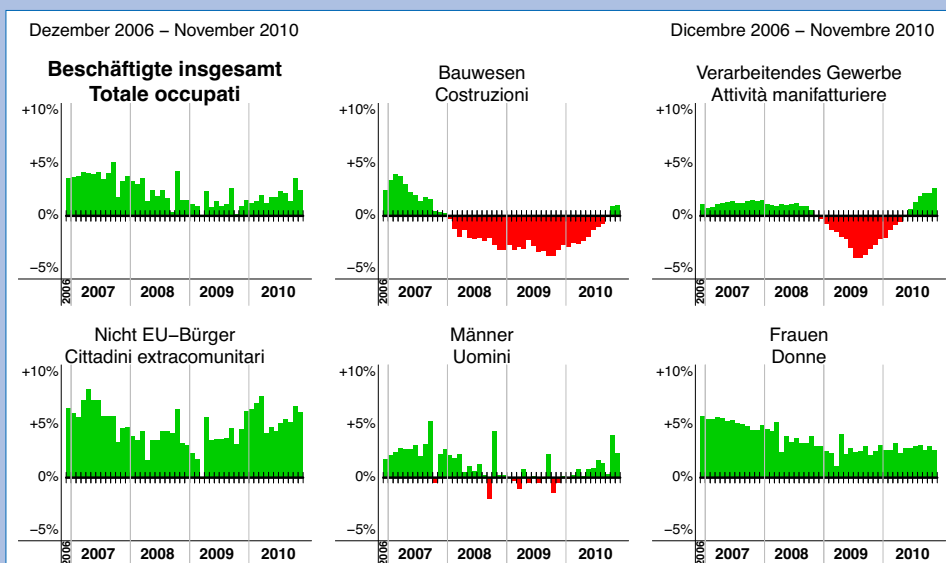 Dezember 2006 – November 2010
Dicembre 2006 – Novembre 2010
Beschäftigte insgesamt
Totale occupati
+10%
+5%
0%
−5%
2006 2007 2008 2009 2010
Bauwesen
Costruzioni
+10%
+5%
0%
−5%
2006 2007 2008 2009 2010
Verarbeitendes Gewerbe
Attività manifatturiere
+10%
+5%
0%
−5%
2006 2007 2008 2009 2010
Nicht EU−Bürger
Cittadini extracomunitari
+10%
+5%
0%
−5%
2006 2007 2008 2009 2010
Männer
Uomini
+10%
+5%
0%
−5%
2006 2007 2008 2009 2010
Frauen
Donne
+10%
+5%
0%
−5%
2006 2007 2008 2009 2010